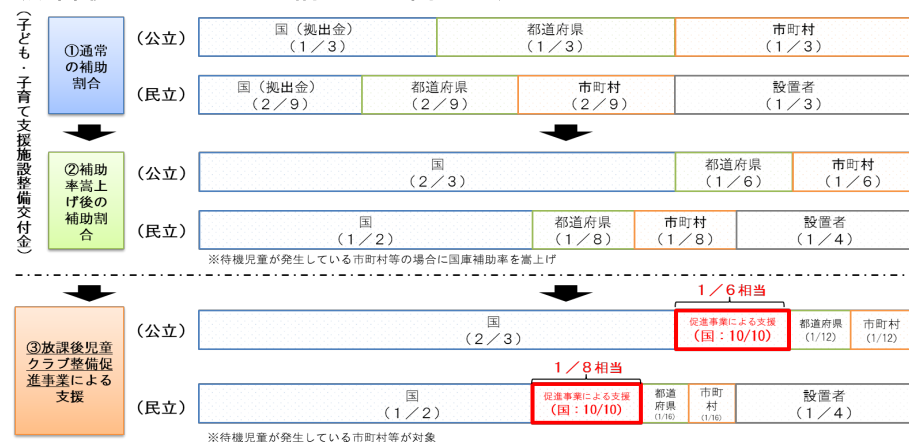 （子ども・子育て支援施設整備交付金）
①通常
の補助
割合
（公立）
国（拠出金）
（１／３）
都道府県
（１／３）
市町村
（１／３）
（民立）
国（拠出金）
（２／９）
都道府県
（２／９）
市町村
（２／９）
設置者
（１／３）
②補助
率嵩上
げ後の
補助割
合
（公立）
国
（２／３）
都道府県
（１／６）
市町村
（１／６）
（民立）
国
（１／２）
都道府県
（１／８）
市町村
（１／８）
設置者
（１／４）
※待機児童が発生している市町村等の場合に国庫補助率を嵩上げ
③放課後児童
クラブ整備促
進事業による
支援
１／６相当
（公立）
国
（２／３）
促進事業による支援
（国：10/10）
都道府県
（1/12）
市町村
（1/12）
１／８相当
（民立）
国
（１／２）
促進事業による支援
（国：10/10）
都道
府県
（1/16）
市町
村
（1/16）
設置者
（１／４）
※待機児童が発生している市町村等が対象